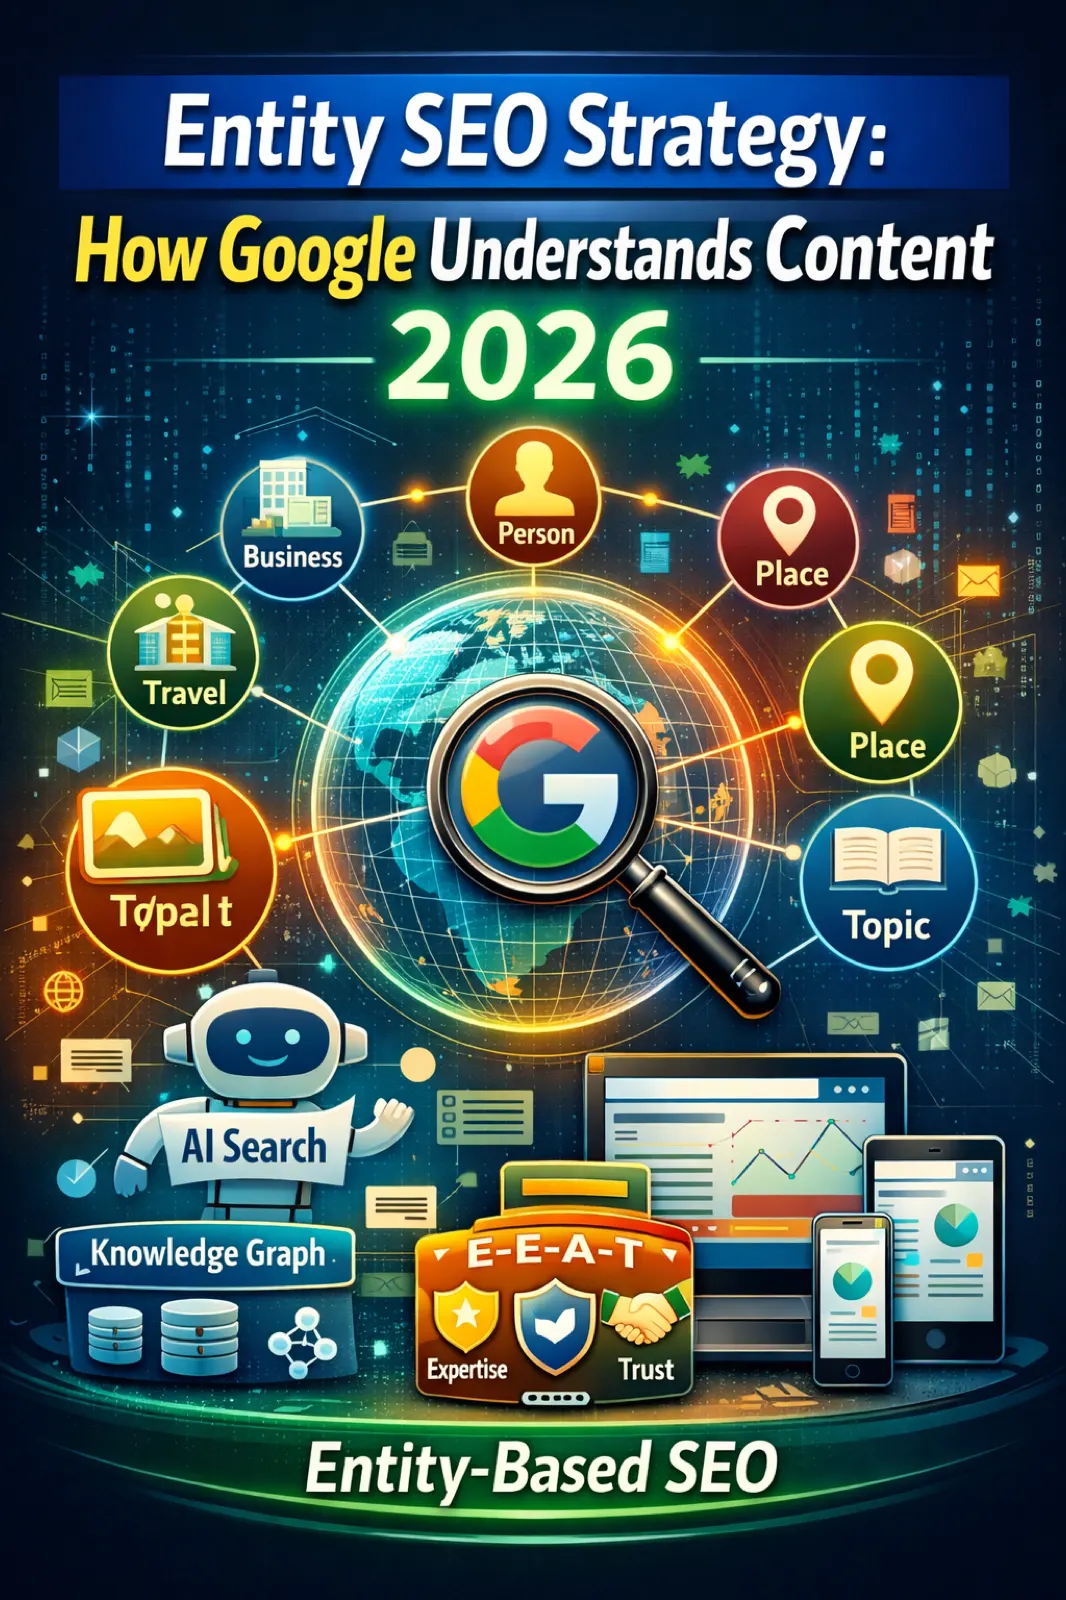 Entity SEO Strategy:
How Google Understands Content
2026
Person
Business
Place
Travel
Place
Topic
AI Search
Knowledge Graph
E-E-A-T
Expertise
Trust
Entity-Based SEO